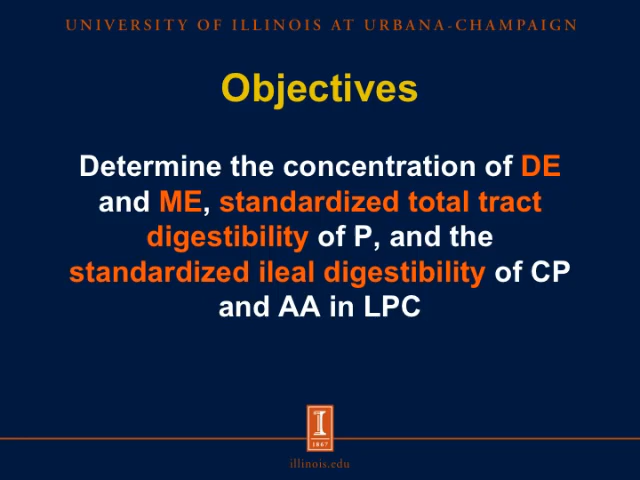 UNIVERSITY OF ILLINOIS AT URBANA-CHAMPAIGN
Objectives
Determine the concentration of DE
and ME, standardized total tract
digestibility of P, and the
standardized ileal digestibility of CP
and AA in LPC
I
1867
illinois.edu